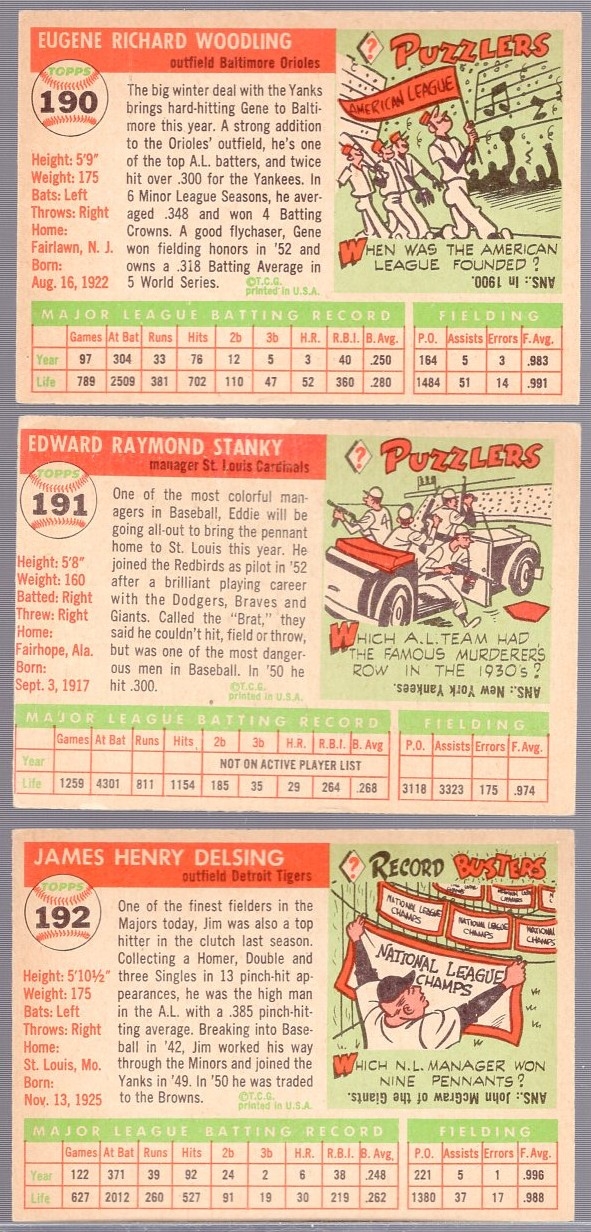 EUGENE RICHARD WOODLING
outfield Baltimore Orioles
TOPPS
190
Height: 5'9"
Weight: 175
Bats: Left
Throws: Right
Home:
Fairlawn, N. J.
Born:
Aug. 16, 1922
The big winter deal with the Yanks
brings hard-hitting Gene to Balti-
more this year. A strong addition
to the Orioles' outfield, he's one
of the top A.L. batters, and twice
hit over .300 for the Yankees. In
6 Minor League Seasons, he aver-
aged .348 and won 4 Batting
Crowns. A good flychaser, Gene
won fielding honors in '52 and
owns a .318 Batting Average in
5 World Series.
©T.C.G.
printed in U.S.A.
? PUZZLERS
AMERICAN LEAGUE
WHEN WAS THE AMERICAN
LEAGUE FOUNDED?
ANS.: In 1900.
MAJOR LEAGUE BATTING RECORD FIELDING
Games At Bat Runs Hits 2b 3b H.R. R.B.I. B. Avg. P.O. Assists Errors F. Avg.
Year 97 304 33 76 12 5 3 40 .250 164 5 3 .983
Life 789 2509 381 702 110 47 52 360 .280 1484 51 14 .991
EDWARD RAYMOND STANKY
manager St. Louis Cardinals
TOPPS
191
Height: 5'8"
Weight: 160
Batted: Right
Threw: Right
Home:
Fairhope, Ala.
Born:
Sept. 3, 1917
One of the most colorful man-
agers in Baseball, Eddie will be
going all-out to bring the pennant
home to St. Louis this year. He
joined the Redbirds as pilot in '52
after a brilliant playing career
with the Dodgers, Braves and
Giants. Called the "Brat," they
said he couldn't hit, field or throw,
but was one of the most danger-
ous men in Baseball. In '50 he
hit .300.
©T.C.G.
printed in U.S.A.
? PUZZLERS
WHICH A.L. TEAM HAD
THE FAMOUS MURDERER'S
ROW IN THE 1930'S?
ANS.: New York Yankees.
MAJOR LEAGUE BATTING RECORD FIELDING
Games At Bat Runs Hits 2b 3b H.R. R.B.I. B. Avg P.O. Assists Errors F. Avg.
Year NOT ON ACTIVE PLAYER LIST
Life 1259 4301 811 1154 185 35 29 264 .268 3118 3323 175 .974
JAMES HENRY DELSING
outfield Detroit Tigers
TOPPS
192
Height: 5'10½"
Weight: 175
Bats: Left
Throws: Right
Home:
St. Louis, Mo.
Born:
Nov. 13, 1925
One of the finest fielders in the
Majors today, Jim was also a top
hitter in the clutch last season.
Collecting a Homer, Double and
three Singles in 13 pinch-hit ap-
pearances, he was the high man
in the A.L. with a .385 pinch-hit-
ting average. Breaking into Base-
ball in '42, Jim worked his way
through the Minors and joined the
Yanks in '49. In '50 he was traded
to the Browns.
©T.C.G.
printed in U.S.A.
? RECORD BUSTERS
NATIONAL LEAGUE
CHAMPS
NATIONAL LEAGUE
CHAMPS
NATIONAL
CHAMPS
NATIONAL LEAGUE
CHAMPS
WHICH N.L. MANAGER WON
NINE PENNANTS?
ANS.: John McGraw of the Giants.
MAJOR LEAGUE BATTING RECORD FIELDING
Games At Bat Runs Hits 2b 3b H.R. R.B.I. B. Avg. P.O. Assists Errors F. Avg.
Year 122 371 39 92 24 2 6 38 .248 221 5 1 .996
Life 627 2012 260 527 91 19 30 219 .262 1380 37 17 .988